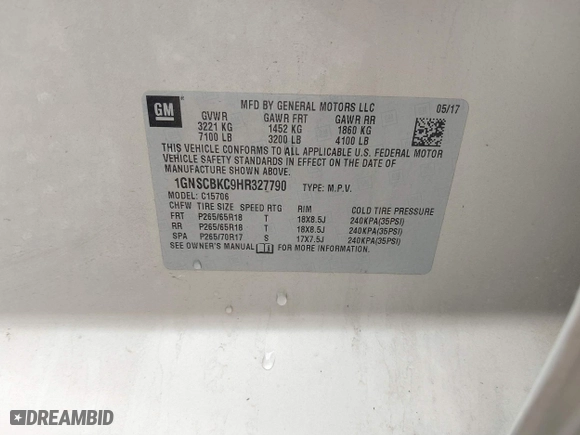 GM
MFD BY GENERAL MOTORS LLC 05/17
GVWR GAWR FRT GAWR RR
3221 KG 1452 KG 1860 KG
7100 LB 3200 LB 4100 LB
THIS VEHICLE CONFORMS TO ALL APPLICABLE U.S. FEDERAL MOTOR
VEHICLE SAFETY STANDARDS IN EFFECT ON THE DATE OF
MANUFACTURE SHOWN ABOVE.
1GNSCBKC9HR327790 TYPE: M.P.V.
MODEL: C15706
CHFW TIRE SIZE SPEED RTG RIM COLD TIRE PRESSURE
FRT P265/65R18 T 18X8.5J 240KPA(35PSI)
RR P265/65R18 T 18X8.5J 240KPA(35PSI)
SPA P265/70R17 S 17X7.5J 240KPA(35PSI)
SEE OWNER'S MANUAL FOR MORE INFORMATION.
DREAMBID